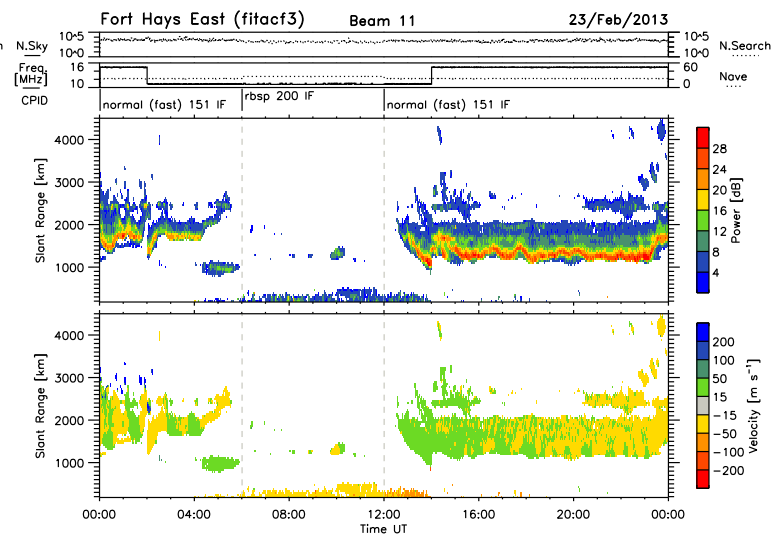 Fort Hays East (fitacf3) Beam 11 23/Feb/2013
n N.Sky 10^5 10^0 10^5 10^0 N.Search
Freq. [MHz] 16 10 60 0 Nave
CPID normal (fast) 151 IF rbsp 200 IF normal (fast) 151 IF
Slant Range [km]
4000
3000
2000
1000
28
24
20
16
12
8
4
Power [dB]
Slant Range [km]
4000
3000
2000
1000
200
100
50
15
-15
-50
-100
-200
Velocity [m s⁻¹]
00:00 04:00 08:00 12:00 16:00 20:00 00:00
Time UT